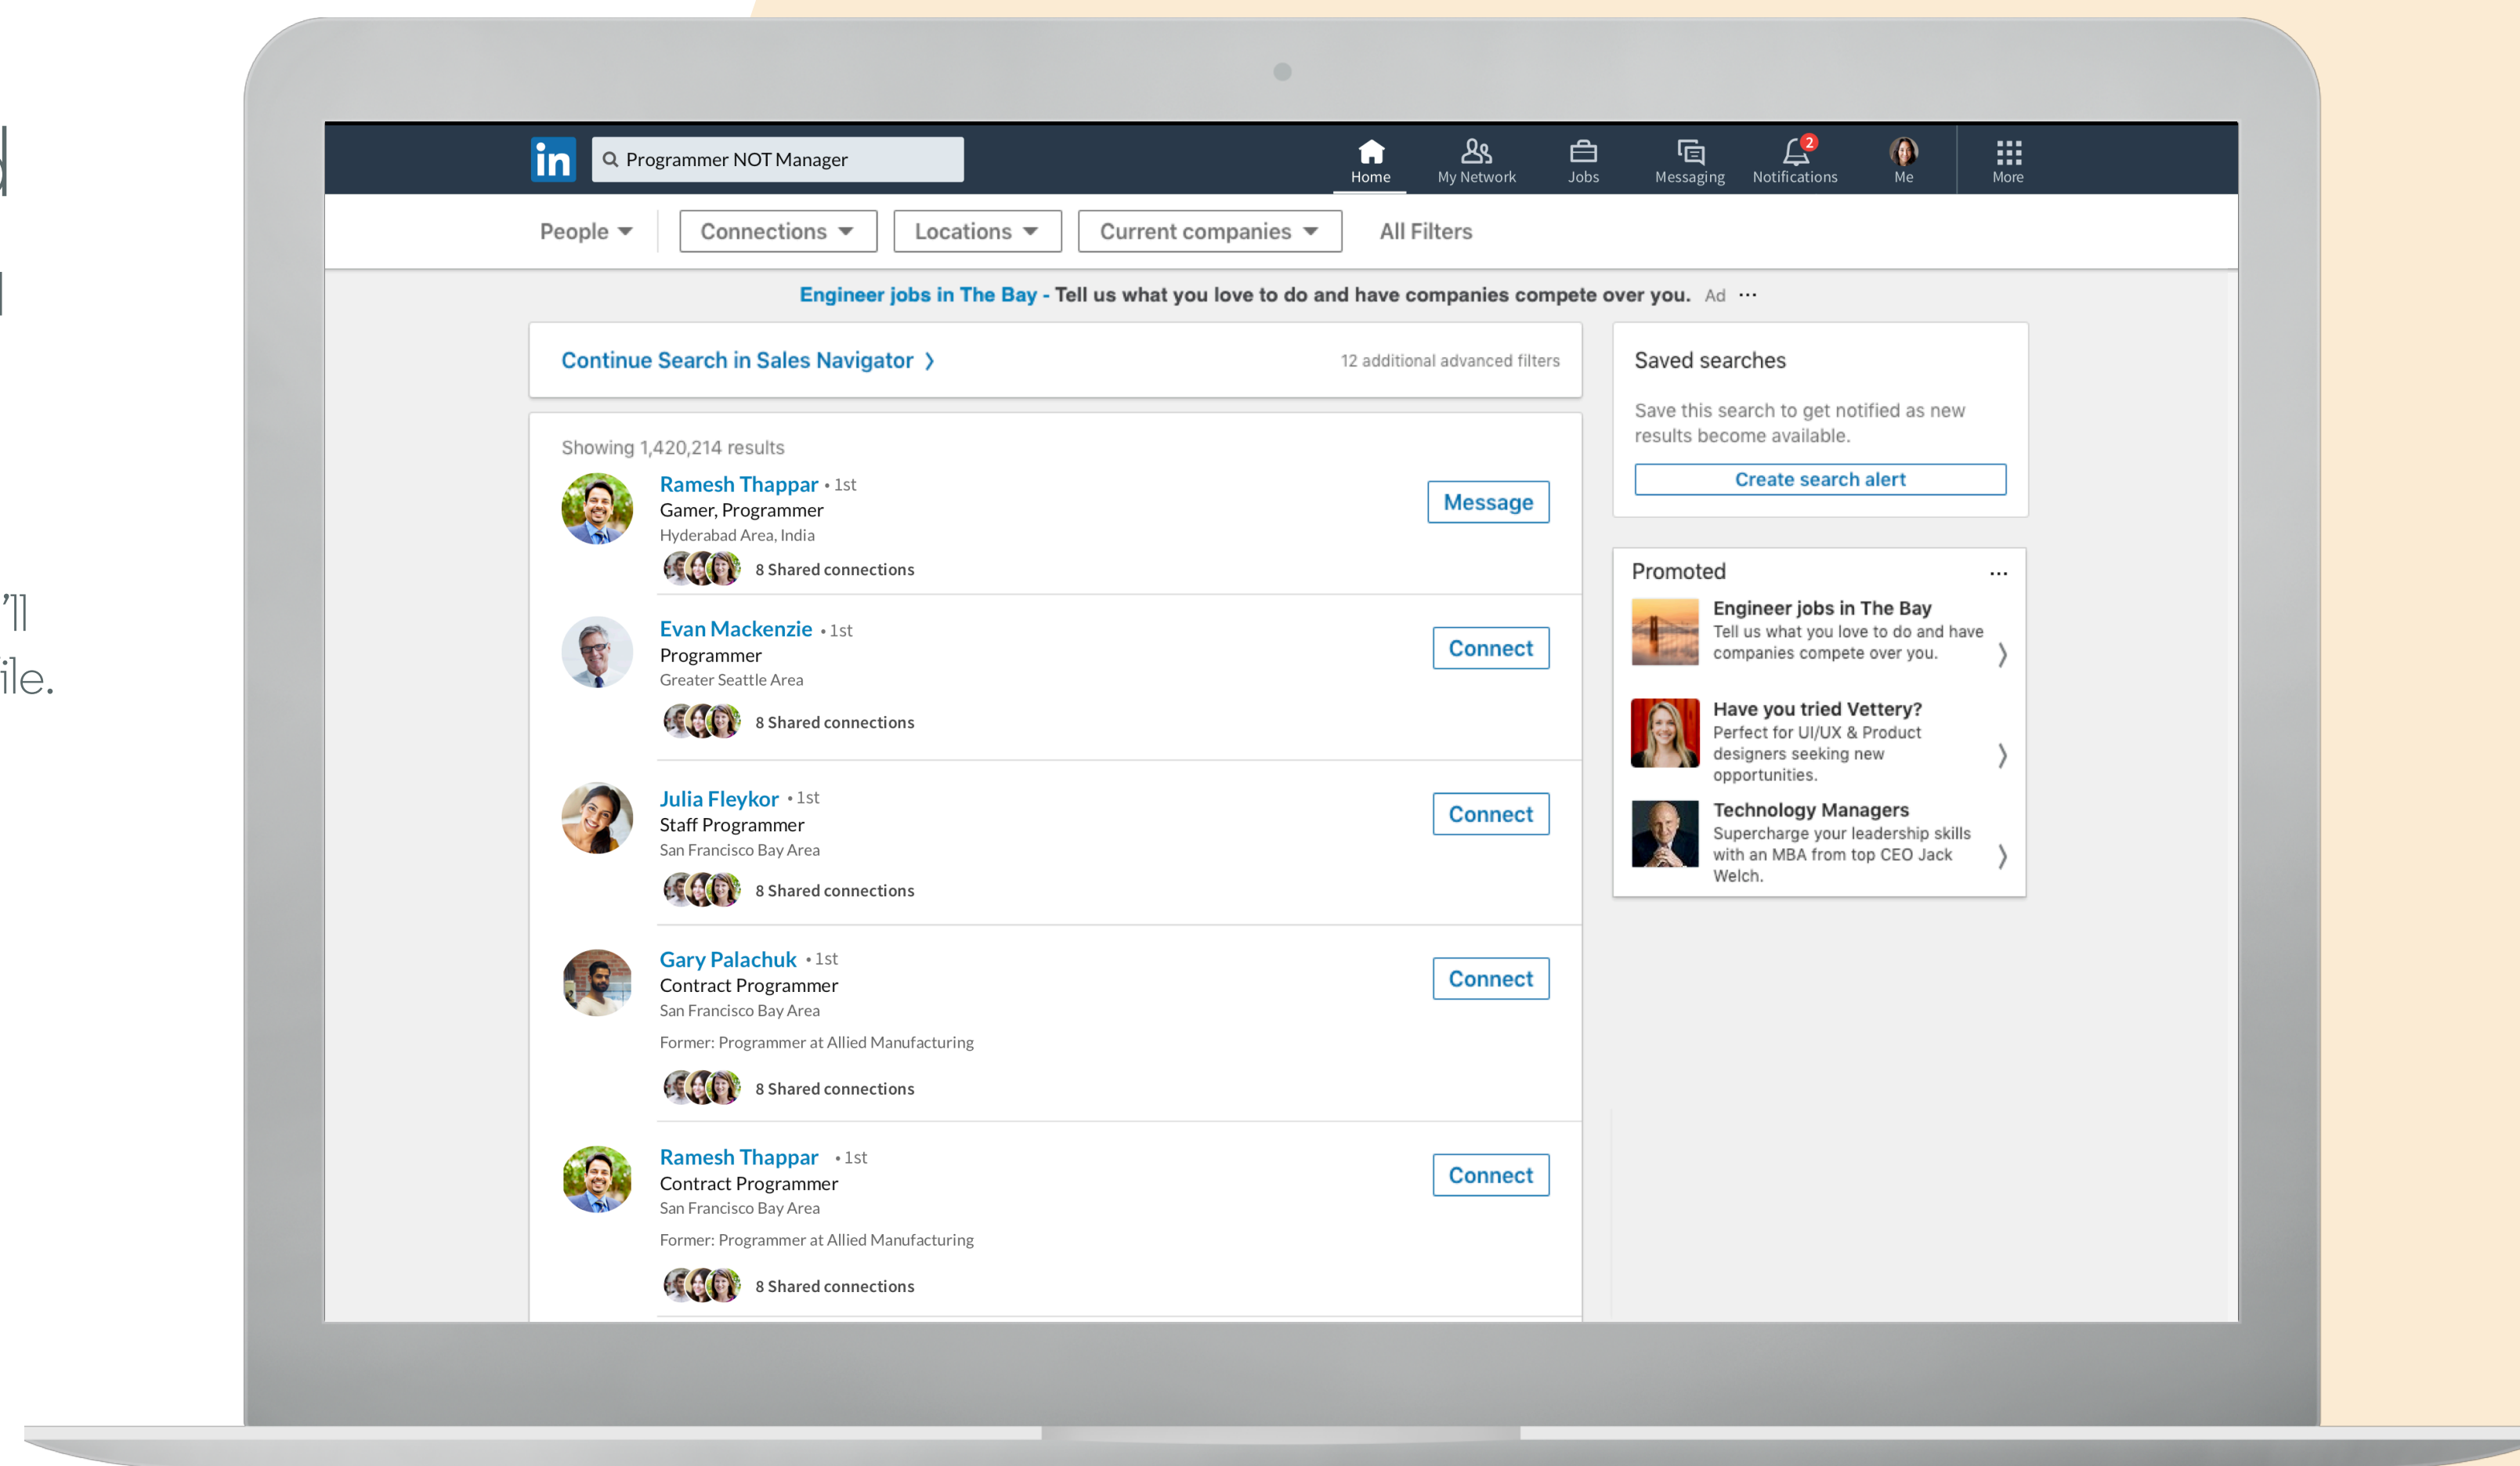 in
Programmer NOT Manager
Home
My Network
Jobs
Messaging
2
Notifications
Me
More
People
Connections
Locations
Current companies
All Filters
Engineer jobs in The Bay - Tell us what you love to do and have companies compete over you. Ad ···
Continue Search in Sales Navigator
12 additional advanced filters
Showing 1,420,214 results
Ramesh Thappar • 1st
Gamer, Programmer
Hyderabad Area, India
8 Shared connections
Message
Evan Mackenzie • 1st
Programmer
Greater Seattle Area
8 Shared connections
Connect
Julia Fleykor • 1st
Staff Programmer
San Francisco Bay Area
8 Shared connections
Connect
Gary Palachuk • 1st
Contract Programmer
San Francisco Bay Area
Former: Programmer at Allied Manufacturing
8 Shared connections
Connect
Ramesh Thappar • 1st
Contract Programmer
San Francisco Bay Area
Former: Programmer at Allied Manufacturing
8 Shared connections
Connect
Saved searches
Save this search to get notified as new
results become available.
Create search alert
Promoted ···
Engineer jobs in The Bay
Tell us what you love to do and have
companies compete over you.
Have you tried Vettery?
Perfect for UI/UX & Product
designers seeking new
opportunities.
Technology Managers
Supercharge your leadership skills
with an MBA from top CEO Jack
Welch.